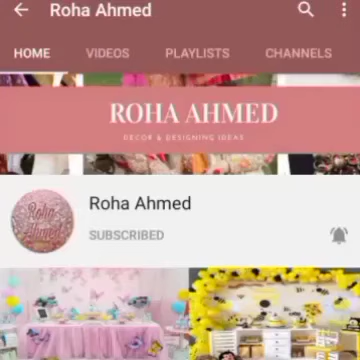 Roha Ahmed
HOME VIDEOS PLAYLISTS CHANNELS
ROHA AHMED
DECOR & DESIGNING IDEAS
Roha Ahmed
Roha Ahmed
SUBSCRIBED